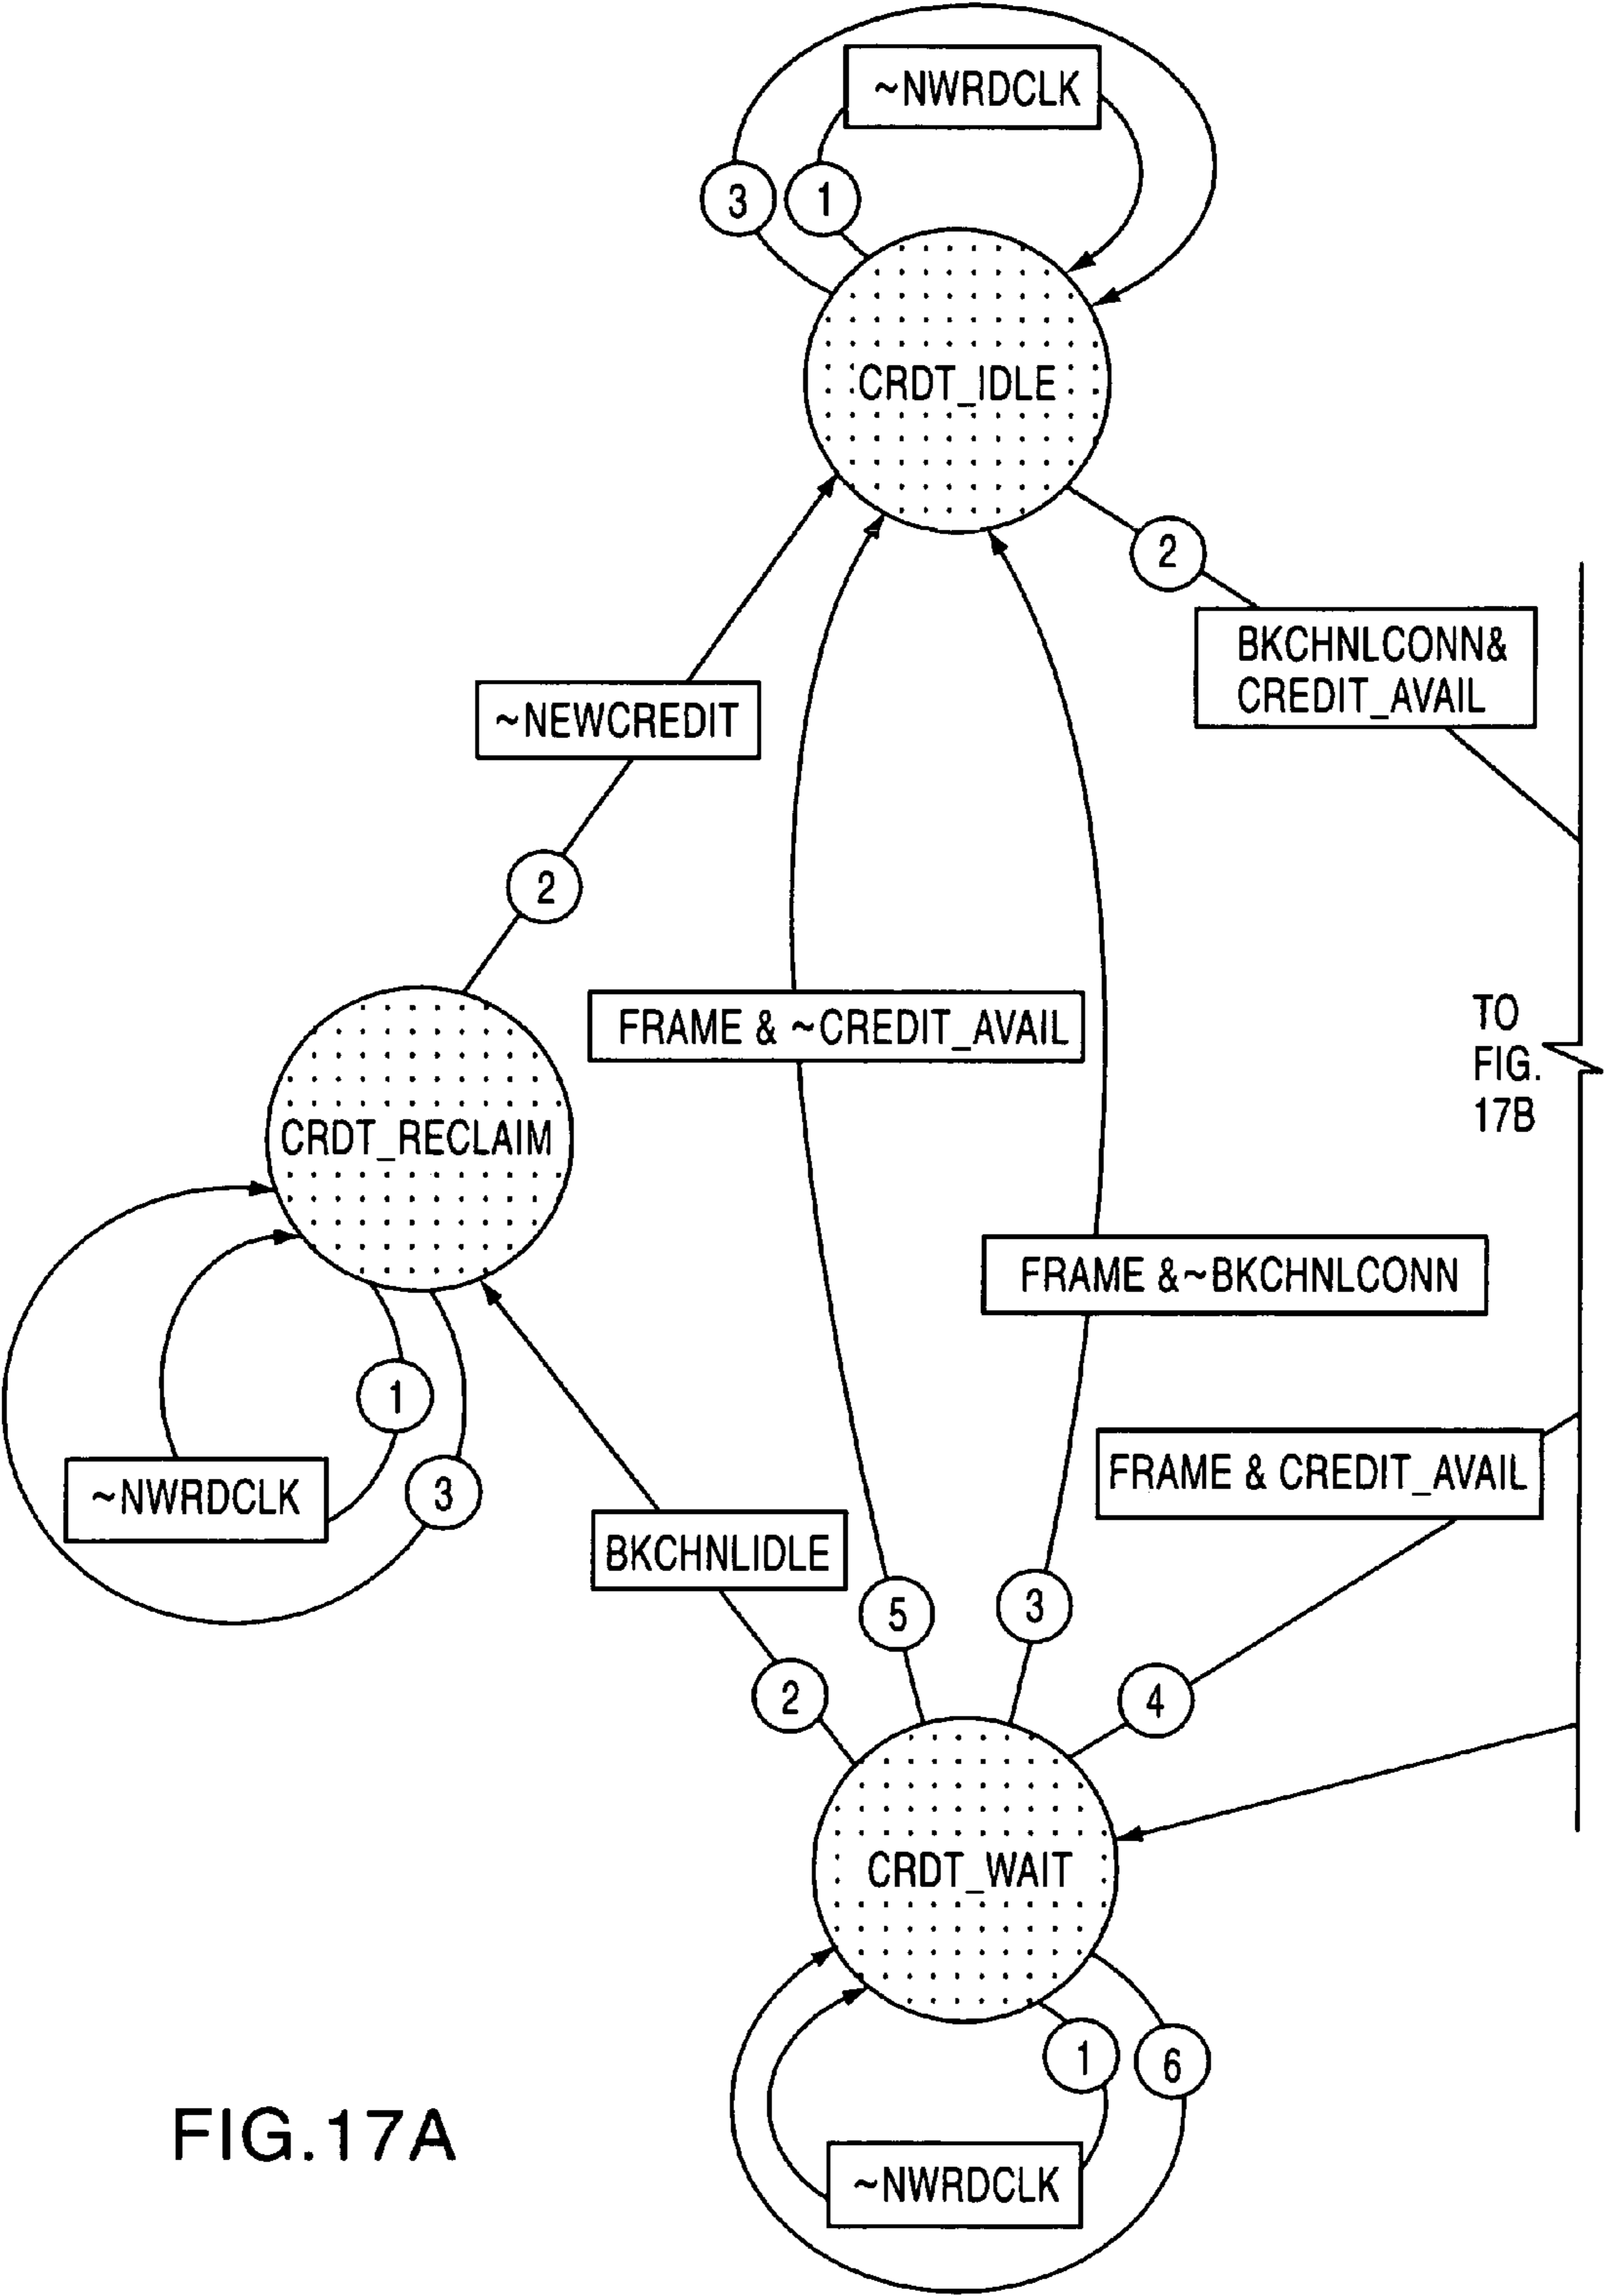 ~NWRDCLK
3
1
CRDT_IDLE
2
BKCHNLCONN&
CREDIT_AVAIL
~NEWCREDIT
2
FRAME & ~CREDIT_AVAIL
TO
FIG.
17B
CRDT_RECLAIM
FRAME &~BKCHNLCONN
1
FRAME & CREDIT_AVAIL
~NWRDCLK
3
BKCHNLIDLE
5
3
2
4
CRDT_WAIT
1
6
~NWRDCLK
FIG.17A